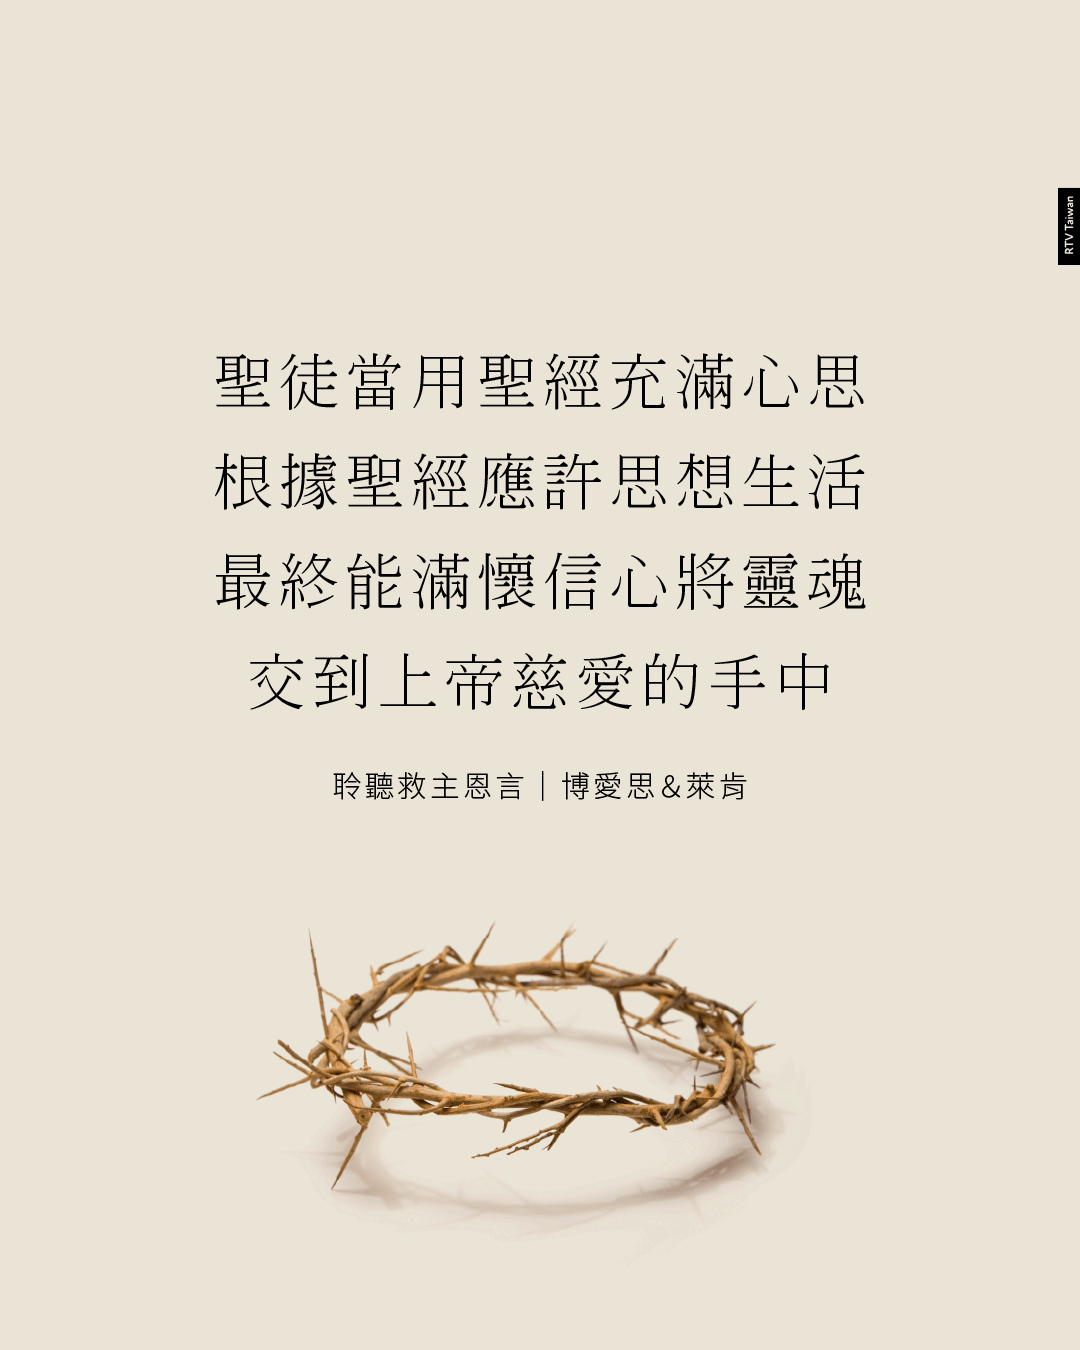 RTV Taiwan
聖徒當用聖經充滿心思
根據聖經應許思想生活
最終能滿懷信心將靈魂
交到上帝慈愛的手中
聆聽救主恩言｜博愛思&萊肯